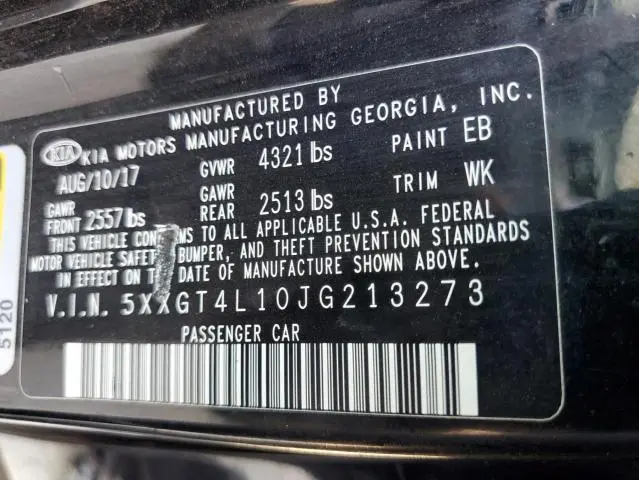 MANUFACTURED BY
KIA KIA MOTORS MANUFACTURING GEORGIA, INC.
AUG/10/17 GVWR 4321 lbs PAINT EB
GAWR FRONT 2557 lbs GAWR REAR 2513 lbs TRIM WK
THIS VEHICLE TO ALL APPLICABLE U.S.A. FEDERAL
MOTOR VEHICLE BUMPER, AND THEFT PREVENTION STANDARDS
IN EFFECT ON DATE OF MANUFACTURE SHOWN ABOVE.
V.I.N. 5XXGT4L10JG213273
PASSENGER CAR
5120